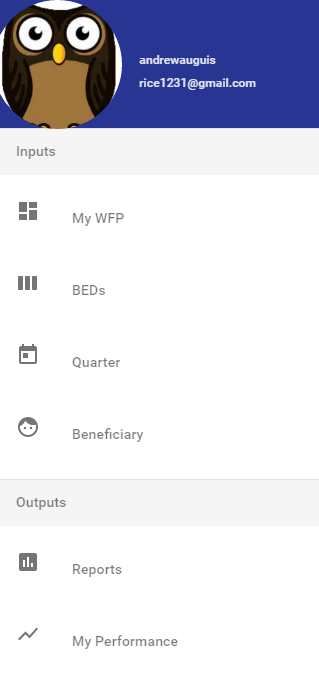 andrewauguis
rice1231@gmail.com
Inputs
My WFP
BEDs
Quarter
Beneficiary
Outputs
Reports
My Performance